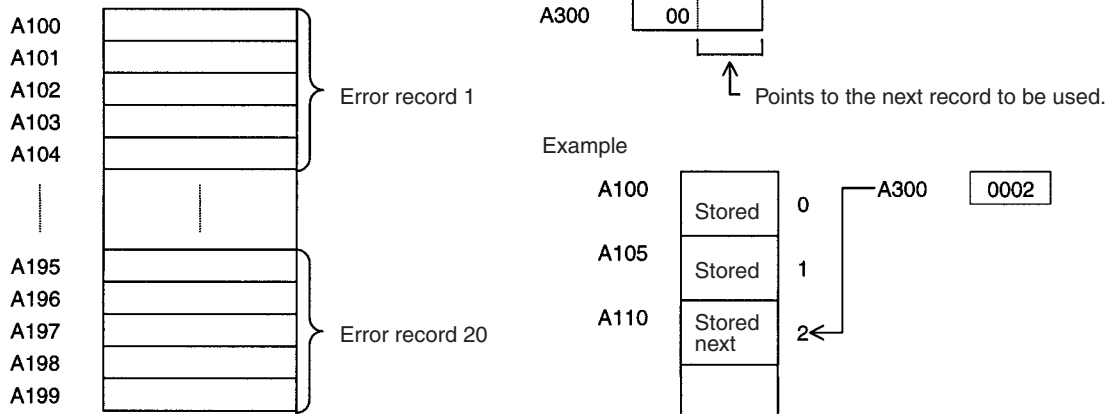 A100
A101
A102
A103
A104
Error record 1
A195
A196
A197
A198
A199
Error record 20
A300 00
Points to the next record to be used.
Example
A100 Stored 0
A300 0002
A105 Stored 1
A110 Stored next 2